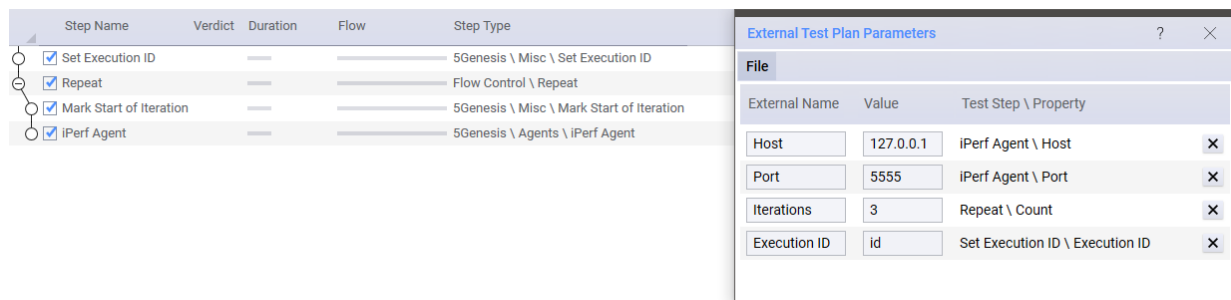 Step Name Verdict Duration Flow Step Type
Set Execution ID 5Genesis \ Misc \ Set Execution ID
Repeat Flow Control \ Repeat
Mark Start of Iteration 5Genesis \ Misc \ Mark Start of Iteration
iPerf Agent 5Genesis \ Agents \ iPerf Agent
External Test Plan Parameters ?
File
External Name Value Test Step \ Property
Host 127.0.0.1 iPerf Agent \ Host
Port 5555 iPerf Agent \ Port
Iterations 3 Repeat \ Count
Execution ID id Set Execution ID \ Execution ID